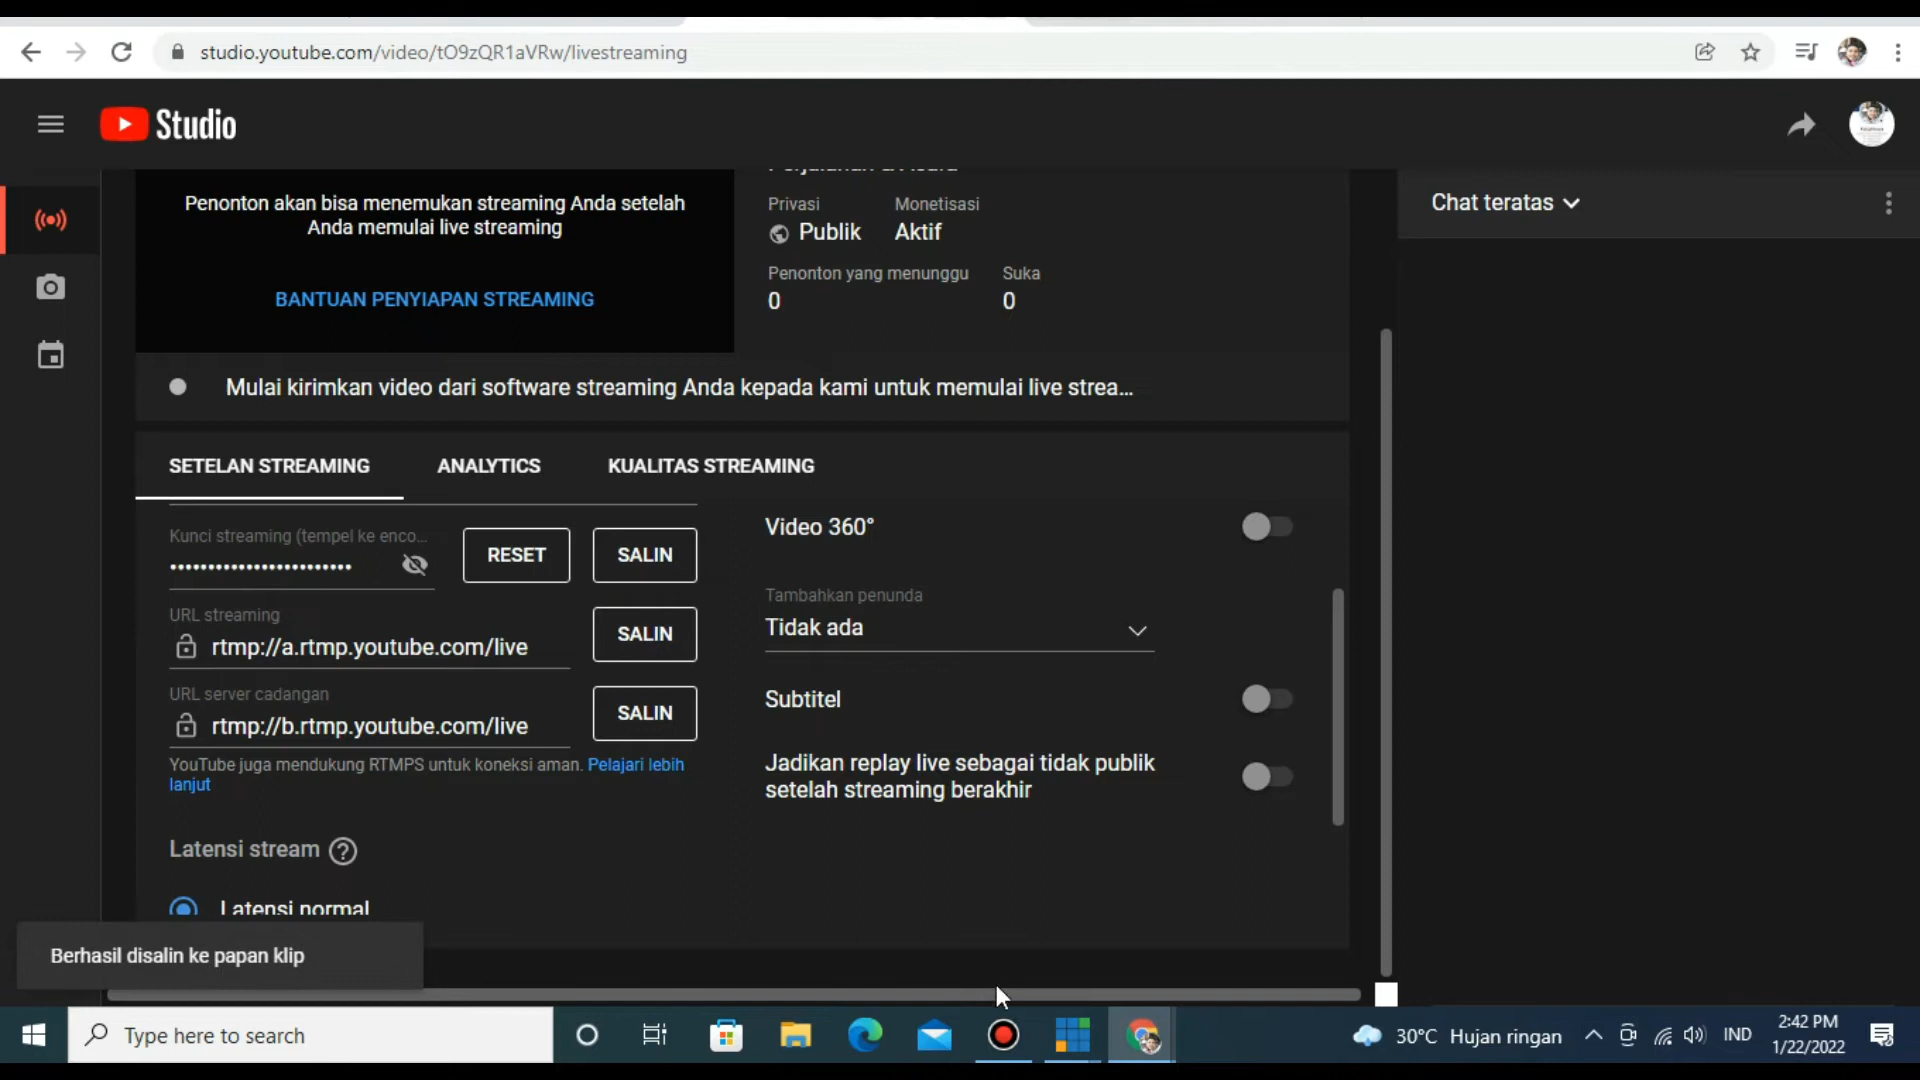 studio.youtube.com/video/tO9zQR1aVRw/livestreaming
Studio
Penonton akan bisa menemukan streaming Anda setelah
Anda memulai live streaming
BANTUAN PENYIAPAN STREAMING
Privasi
Monetisasi
Publik
Aktif
Penonton yang menunggu
Suka
0
0
Chat teratas
Mulai kirimkan video dari software streaming Anda kepada kami untuk memulai live strea...
SETELAN STREAMING
ANALYTICS
KUALITAS STREAMING
Kunci streaming (tempel ke enco...
••••••••••••••••••••••••
RESET
SALIN
URL streaming
rtmp://a.rtmp.youtube.com/live
SALIN
URL server cadangan
rtmp://b.rtmp.youtube.com/live
SALIN
YouTube juga mendukung RTMPS untuk koneksi aman. Pelajari lebih
lanjut
Latensi stream
Latensi normal
Video 360°
Tambahkan penunda
Tidak ada
Subtitel
Jadikan replay live sebagai tidak publik
setelah streaming berakhir
Berhasil disalin ke papan klip
Type here to search
30°C Hujan ringan
IND
2:42 PM
1/22/2022